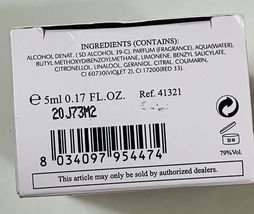 INGREDIENTS (CONTAINS):
ALCOHOL DENAT. (SD ALCOHOL 39-C), PARFUM (FRAGRANCE), AQUA(WATER),
BUTYL METHOXYDIBENZOYLMETHANE, LIMONENE, BENZYL SALICYLATE,
CITRONELLOL, LINALOOL, GERANIOL, CITRAL, COUMARIN,
CI 60730(VIOLET 2), CI 17200(RED 33).
℮ 5ml 0.17 FL.OZ. Ref. 41321
20J73M2
8 034097 954474
30 M
79% Vol.
This article may only be sold by authorized dealers.